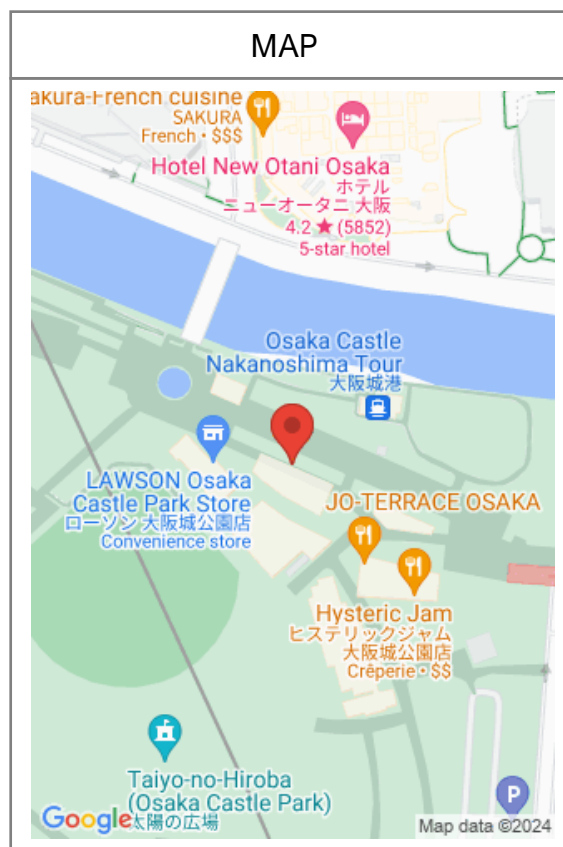 MAP
akura-French cuisine
SAKURA
French • $$$
Hotel New Otani Osaka
ホテル
ニューオータニ 大阪
4.2 ★ (5852)
5-star hotel
Osaka Castle
Nakanoshima Tour
大阪城港
LAWSON Osaka
Castle Park Store
ローソン 大阪城公園店
Convenience store
JO-TERRACE OSAKA
Hysteric Jam
ヒステリックジャム
大阪城公園店
Crêperie • $$
Taiyo-no-Hiroba
(Osaka Castle Park)
太陽の広場
P
Google
Map data ©2024